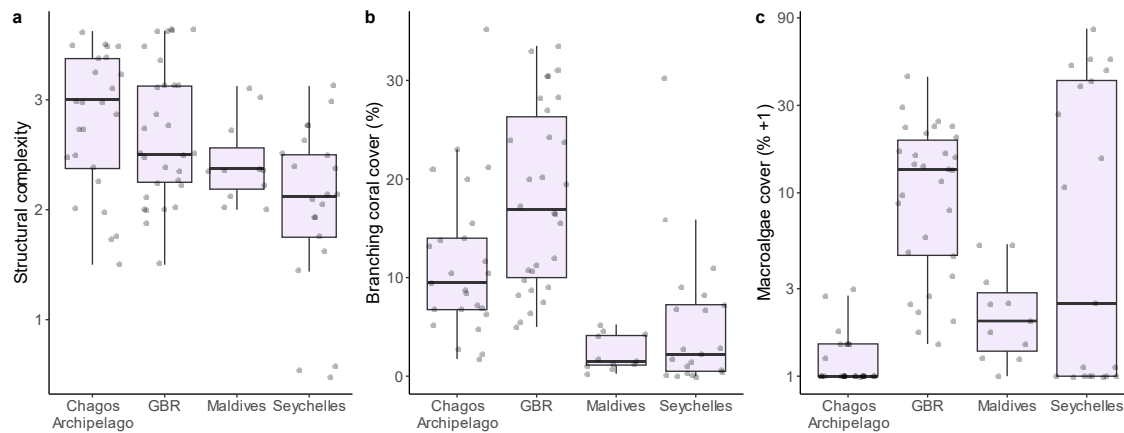 a
Structural complexity
3
2
1
Chagos
Archipelago
GBR
Maldives
Seychelles
b
Branching coral cover (%)
30
20
10
0
Chagos
Archipelago
GBR
Maldives
Seychelles
c
Macroalgae cover (% +1)
90
30
10
3
1
Chagos
Archipelago
GBR
Maldives
Seychelles